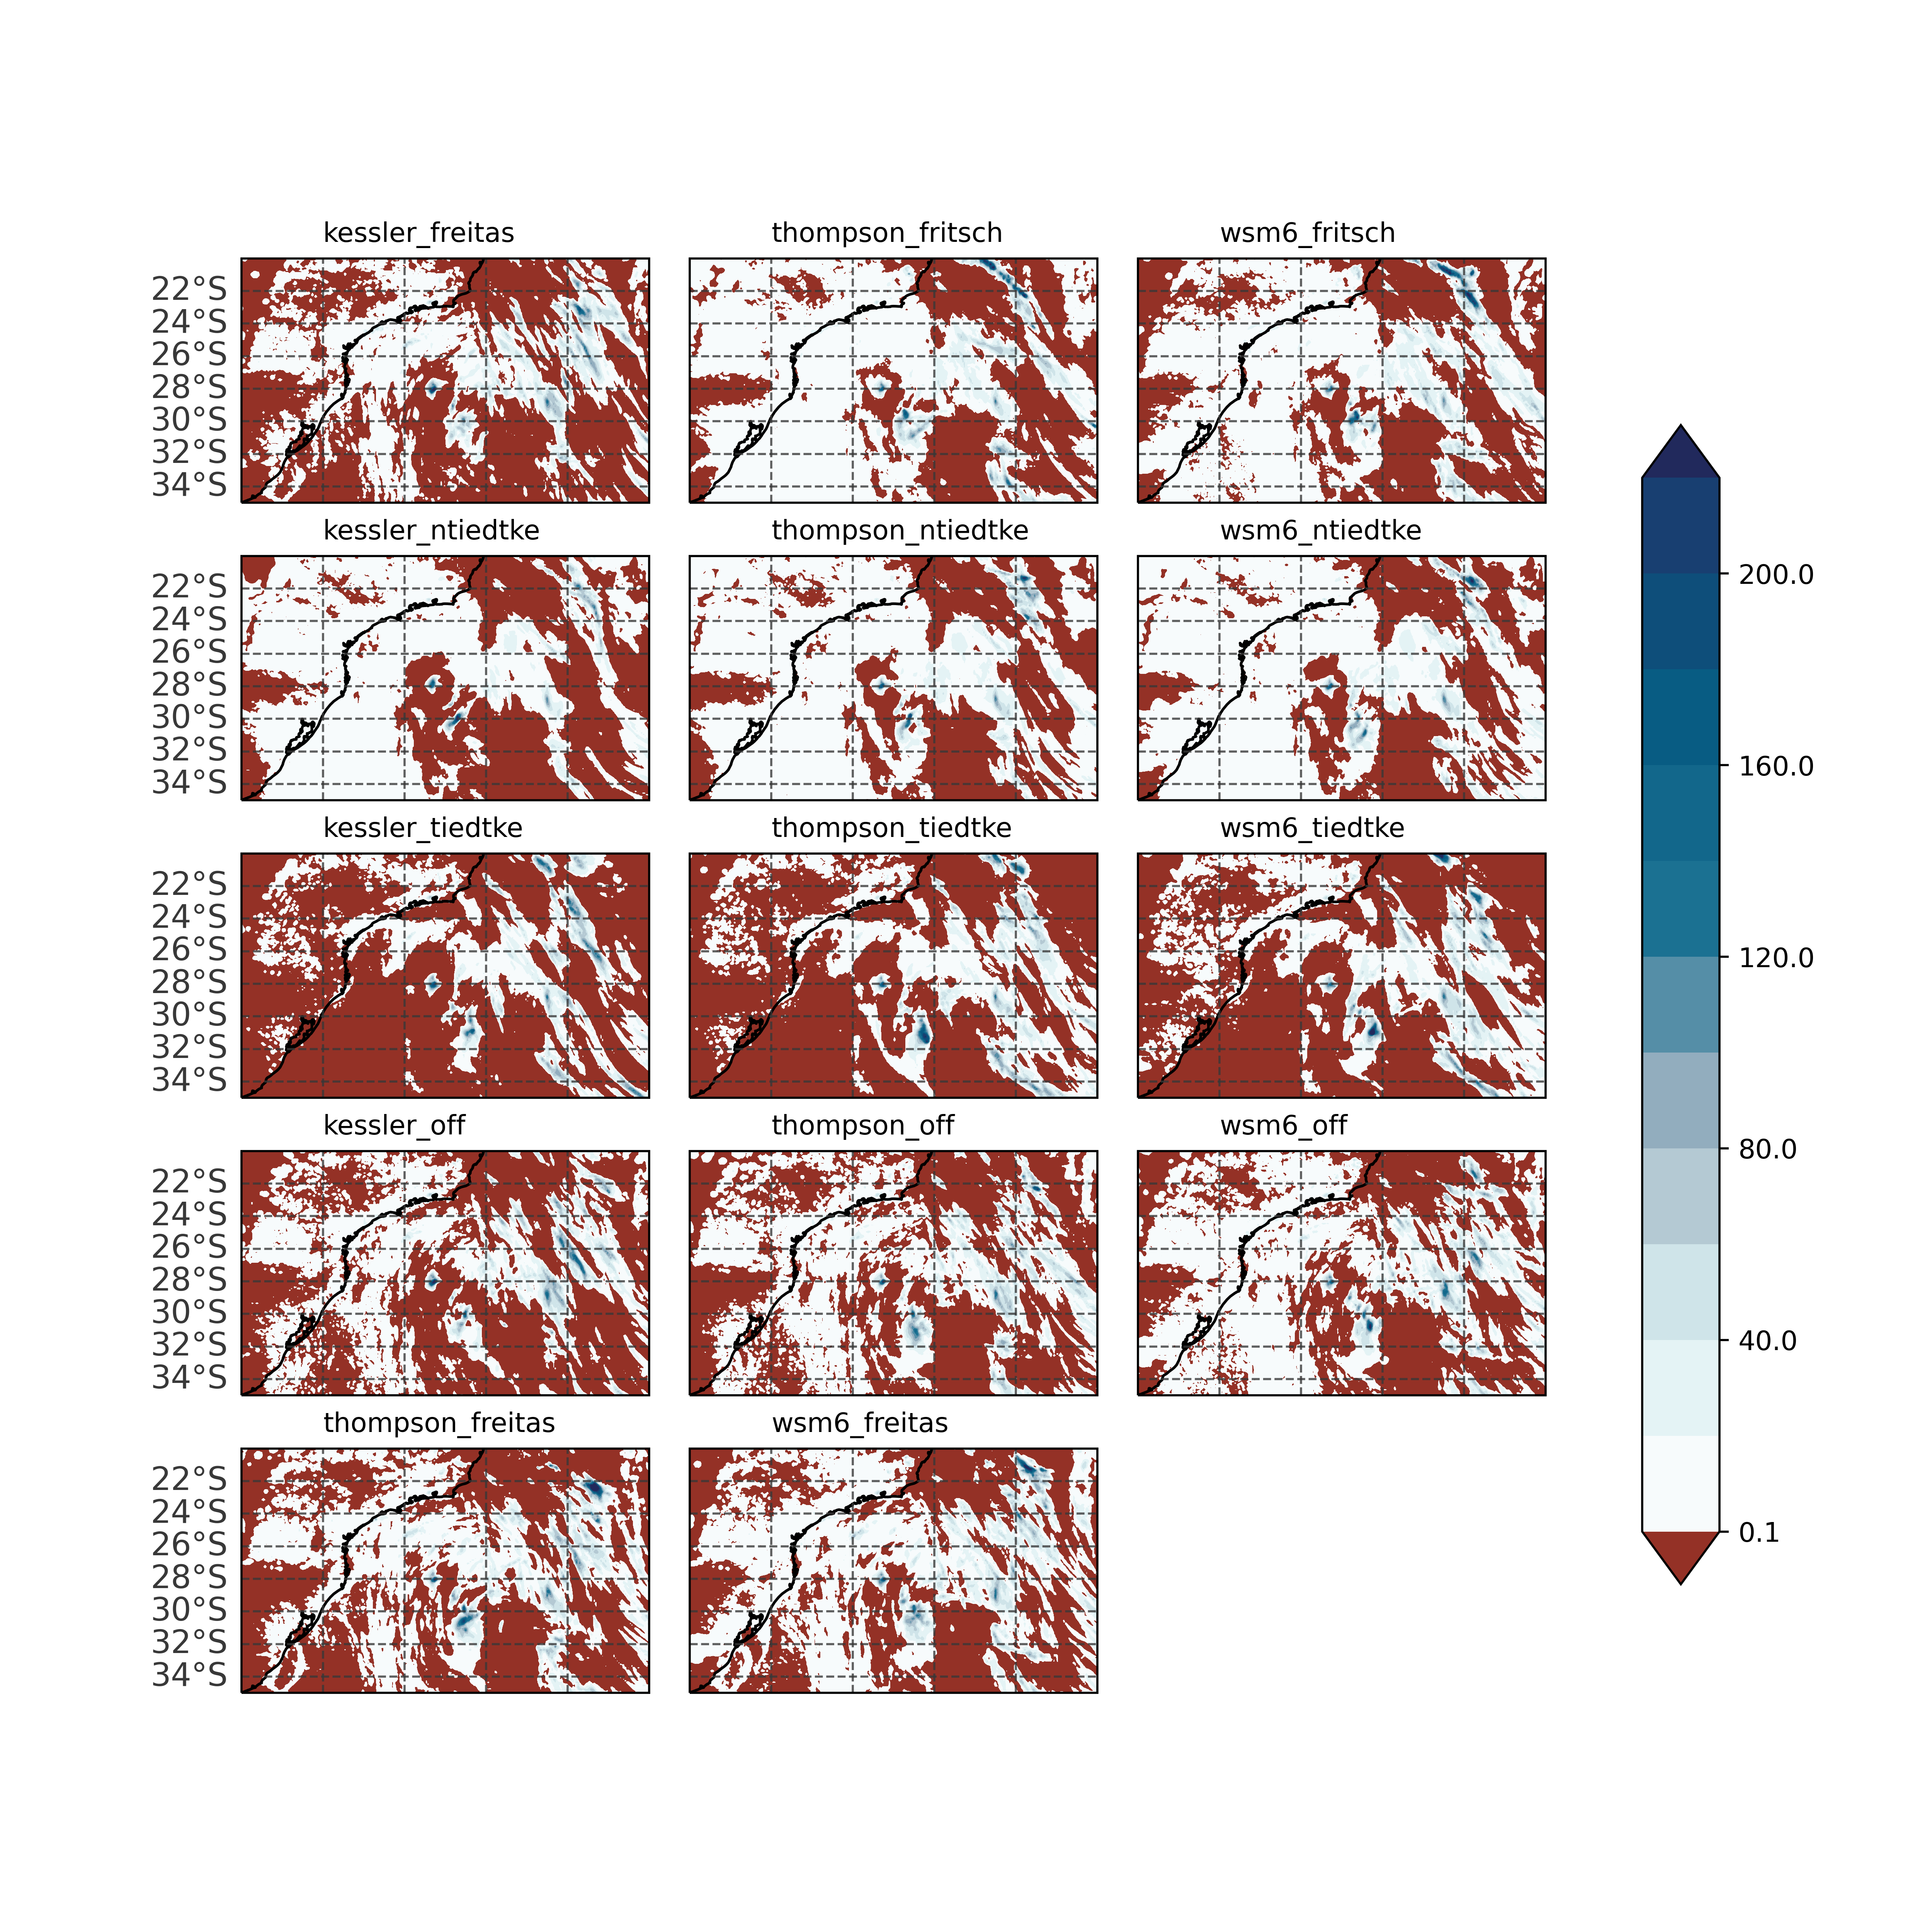 kessler_freitas thompson_fritsch wsm6_fritsch
22°S
24°S
26°S
28°S
30°S
32°S
34°S
kessler_ntiedtke thompson_ntiedtke wsm6_ntiedtke
22°S
24°S
26°S
28°S
30°S
32°S
34°S
kessler_tiedtke thompson_tiedtke wsm6_tiedtke
22°S
24°S
26°S
28°S
30°S
32°S
34°S
kessler_off thompson_off wsm6_off
22°S
24°S
26°S
28°S
30°S
32°S
34°S
thompson_freitas wsm6_freitas
22°S
24°S
26°S
28°S
30°S
32°S
34°S
200.0
160.0
120.0
80.0
40.0
0.1